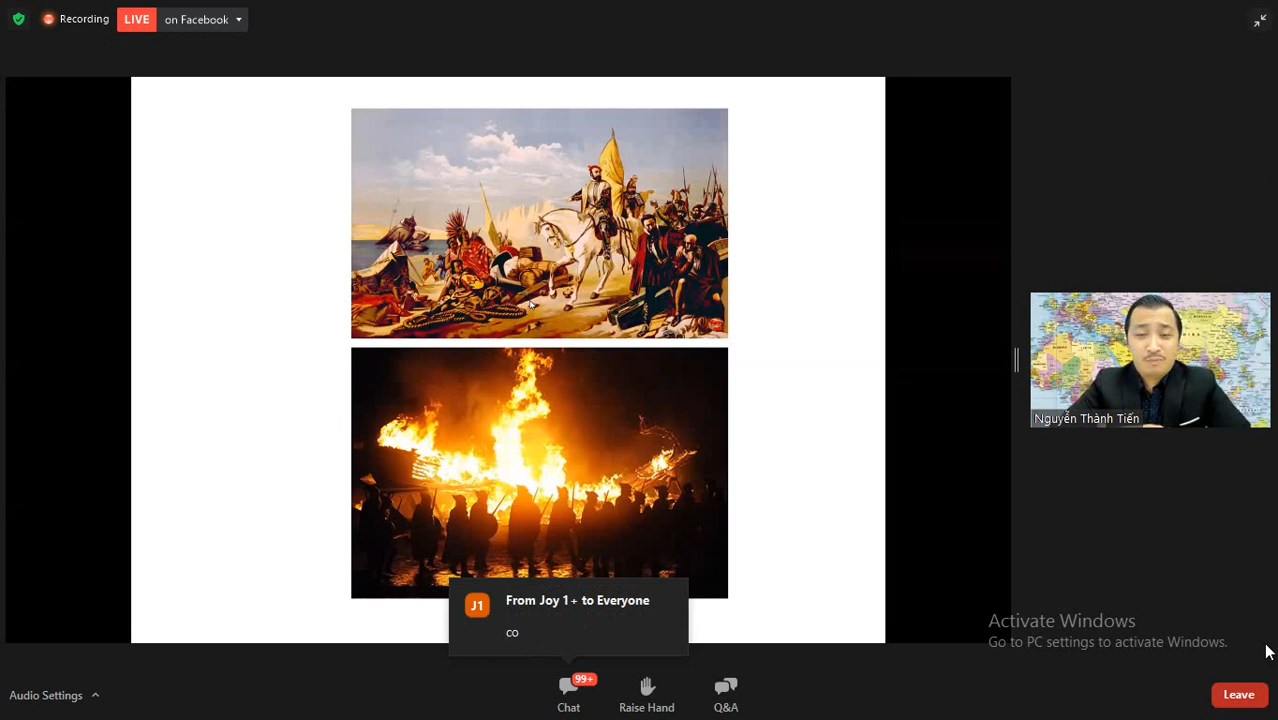 Recording
LIVE on Facebook
Nguyễn Thành Tiến
From Joy 1+ to Everyone
J1
co
Activate Windows
Go to PC settings to activate Windows.
Audio Settings
99+
Chat
Raise Hand
Q&A
Leave